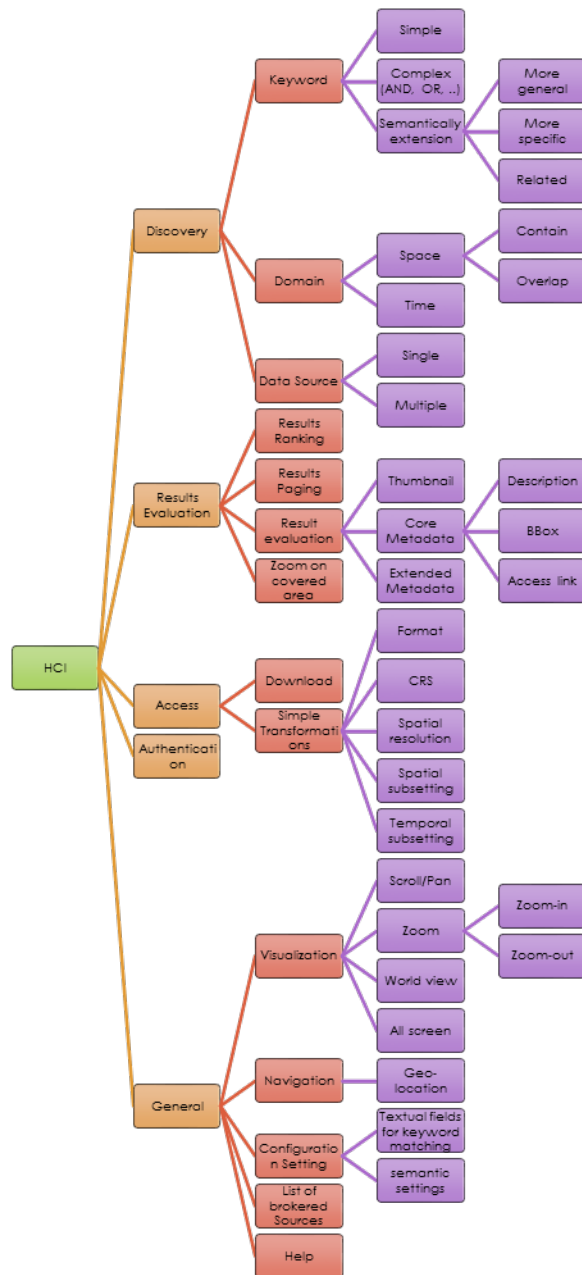 Simple
Keyword
Complex
(AND, OR, ..)
More
general
Semantically
extension
More
specific
Related
Discovery
Contain
Space
Domain
Overlap
Time
Single
Data Source
Multiple
Results
Ranking
Results
Paging
Thumbnail
Description
Results
Evaluation
Result
evaluation
Core
Metadata
BBox
Zoom on
covered
area
Extended
Metadata
Access link
Format
HCI
Download
CRS
Access
Simple
Transformati
ons
Spatial
resolution
Authenticati
on
Spatial
subsetting
Temporal
subsetting
Scroll/Pan
Zoom-in
Visualization
Zoom
Zoom-out
World view
All screen
Navigation
Geo-
location
General
Textual fields
for keyword
matching
Configuratio
n Setting
semantic
settings
List of
brokered
Sources
Help